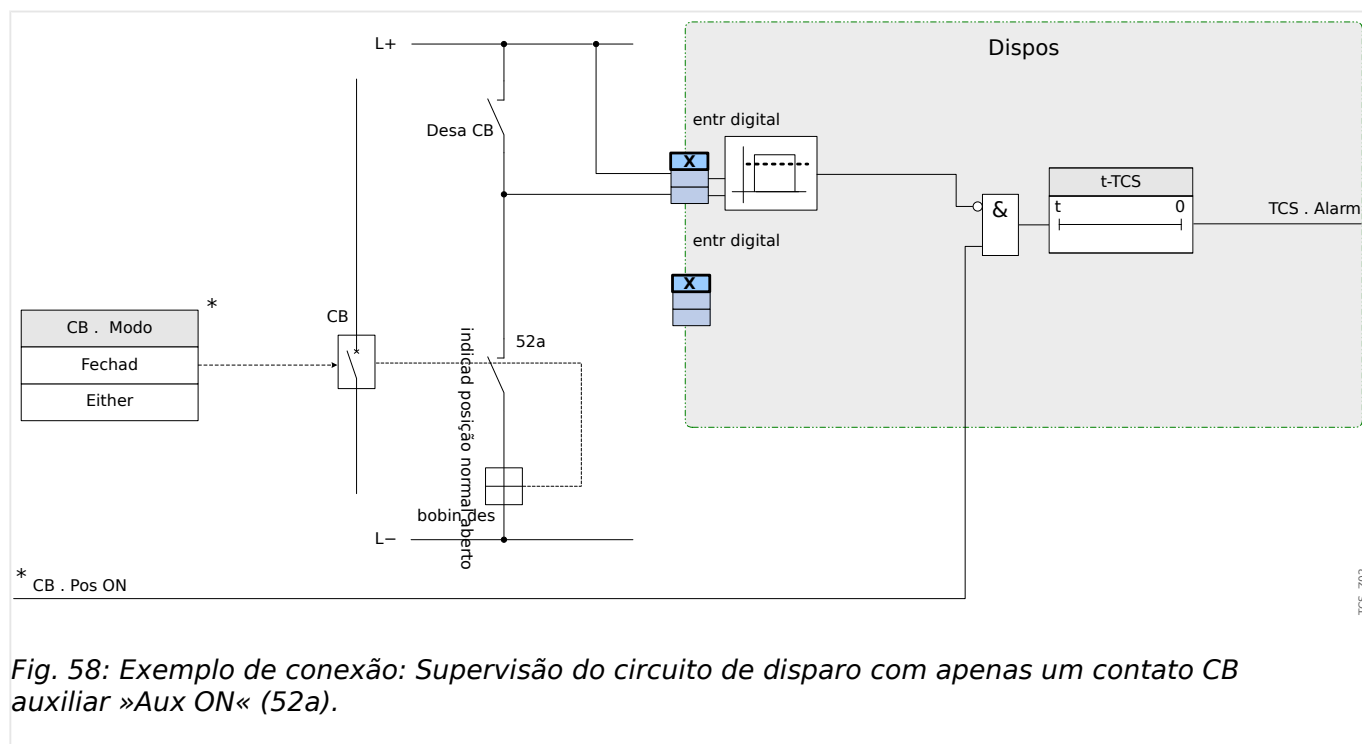 L+
Dispos
entr digital
Desa CB
X
t-TCS
t
0
&
TCS . Alarm
entr digital
X
*
CB . Modo
CB
Fechad
52a
Either
indicad posição normal aberto
bobin des
L−
* CB . Pos ON
Fig. 58: Exemplo de conexão: Supervisão do circuito de disparo com apenas um contato CB
auxiliar »Aux ON« (52a).